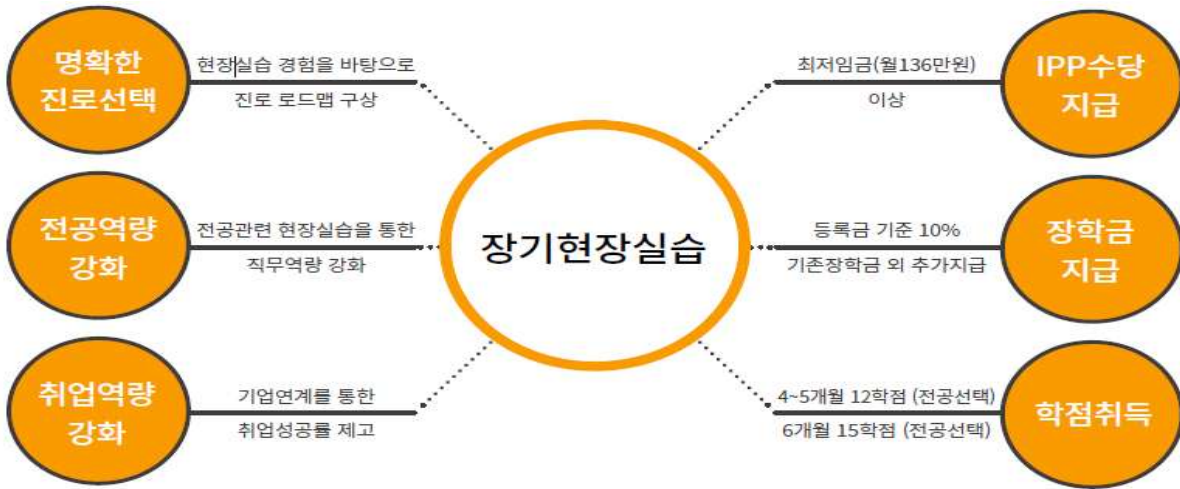 명확한
진로선택
현장실습 경험을 바탕으로
진로 로드맵 구상
전공역량
강화
전공관련 현장실습을 통한
직무역량 강화
취업역량
강화
기업연계를 통한
취업성공률 제고
장기현장실습
최저임금(월136만원)
이상
IPP수당
지급
등록금 기준 10%
기존장학금 외 추가지급
장학금
지급
4~5개월 12학점 (전공선택)
6개월 15학점 (전공선택)
학점취득